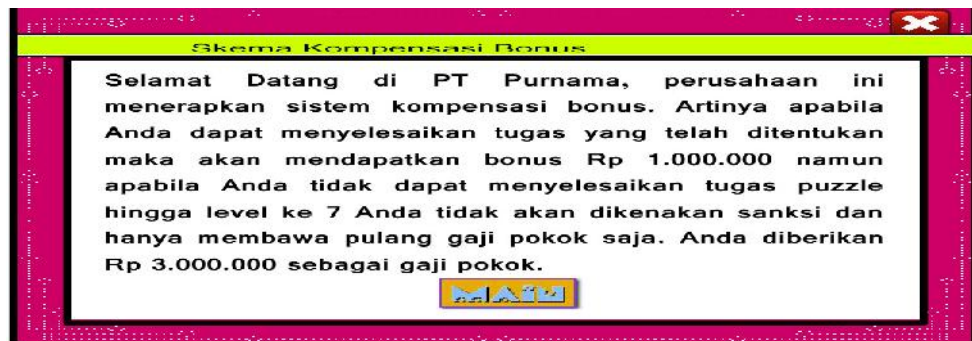 Skema Kompensasi Bonus
Selamat Datang di PT Purnama, perusahaan ini
menerapkan sistem kompensasi bonus. Artinya apabila
Anda dapat menyelesaikan tugas yang telah ditentukan
maka akan mendapatkan bonus Rp 1.000.000 namun
apabila Anda tidak dapat menyelesaikan tugas puzzle
hingga level ke 7 Anda tidak akan dikenakan sanksi dan
hanya membawa pulang gaji pokok saja. Anda diberikan
Rp 3.000.000 sebagai gaji pokok.
MAIN